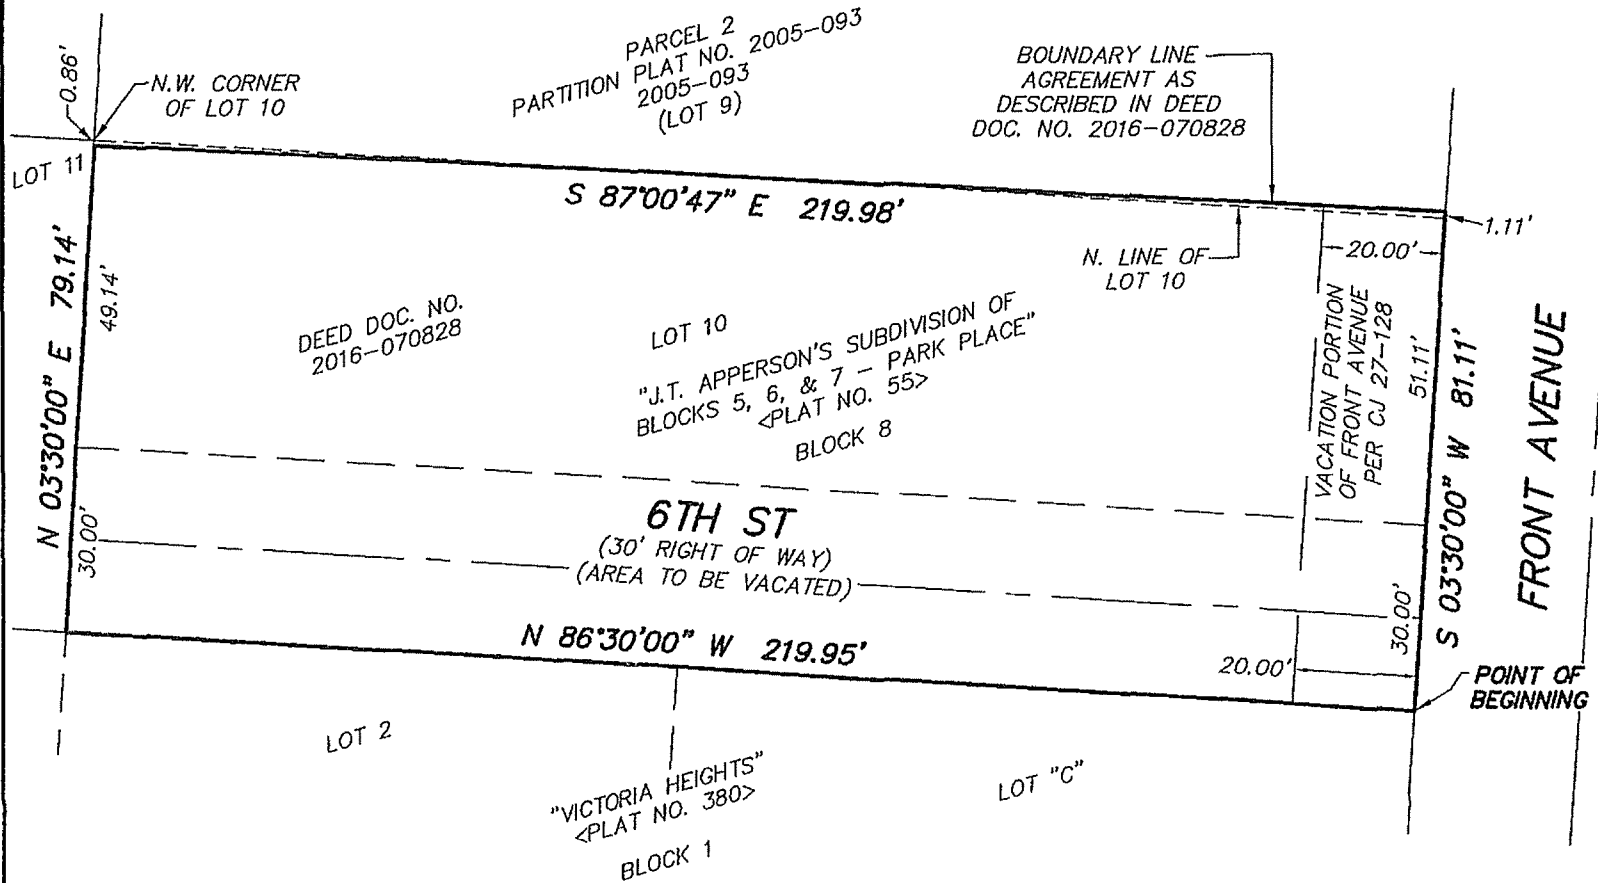 PARCEL 2
PARTITION PLAT NO. 2005-093
2005-093
(LOT 9)
0.86'
N.W. CORNER
OF LOT 10
BOUNDARY LINE
AGREEMENT AS
DESCRIBED IN DEED
DOC. NO. 2016-070828
LOT 11
S 87°00'47" E 219.98'
1.11'
N. LINE OF
LOT 10
20.00'
N 03°30'00" E 79.14'
49.14'
DEED DOC. NO.
2016-070828
LOT 10
"J.T. APPERSON'S SUBDIVISION OF
BLOCKS 5, 6, & 7 - PARK PLACE"
<PLAT NO. 55>
BLOCK 8
VACATION PORTION
OF FRONT AVENUE
PER CJ 27-128
51.11'
S 03°30'00" W 81.11'
FRONT AVENUE
6TH ST
(30' RIGHT OF WAY)
(AREA TO BE VACATED)
30.00'
30.00'
N 86°30'00" W 219.95'
20.00'
POINT OF
BEGINNING
LOT 2
"VICTORIA HEIGHTS"
<PLAT NO. 380>
BLOCK 1
LOT "C"